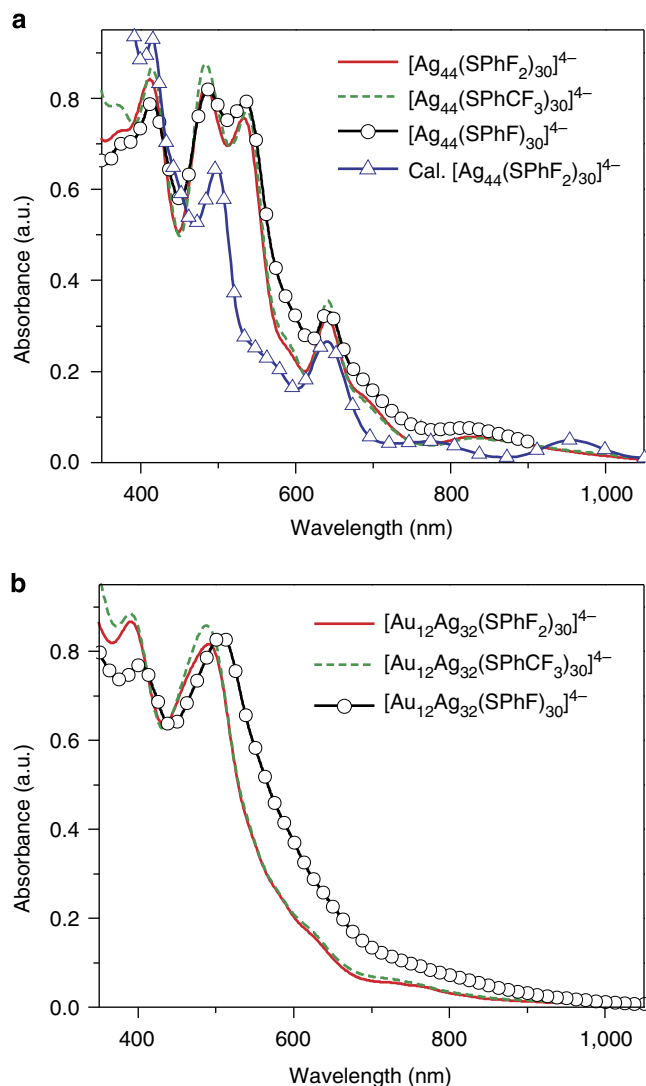 a
[Ag44(SPhF2)30]4–
[Ag44(SPhCF3)30]4–
[Ag44(SPhF)30]4–
Cal. [Ag44(SPhF2)30]4–
0.8
0.6
0.4
0.2
0.0
Absorbance (a.u.)
400 600 800 1,000
Wavelength (nm)
b
[Au12Ag32(SPhF2)30]4–
[Au12Ag32(SPhCF3)30]4–
[Au12Ag32(SPhF)30]4–
0.8
0.6
0.4
0.2
0.0
Absorbance (a.u.)
400 600 800 1,000
Wavelength (nm)